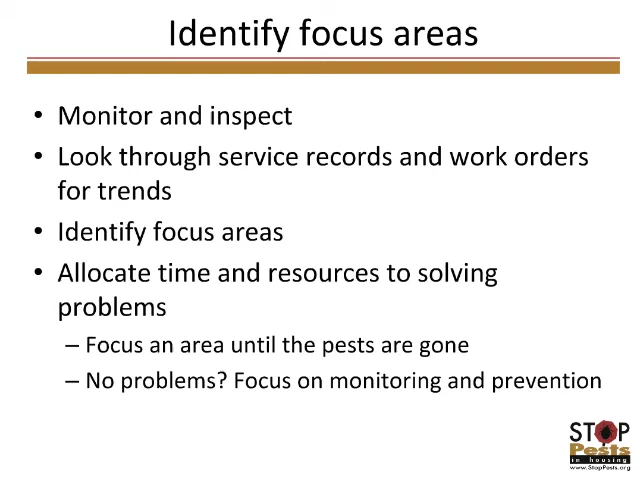 Identify focus areas
• Monitor and inspect
• Look through service records and work orders
for trends
• Identify focus areas
• Allocate time and resources to solving
problems
– Focus an area until the pests are gone
– No problems? Focus on monitoring and prevention
STOP
Pests
in housing
www.StopPests.org